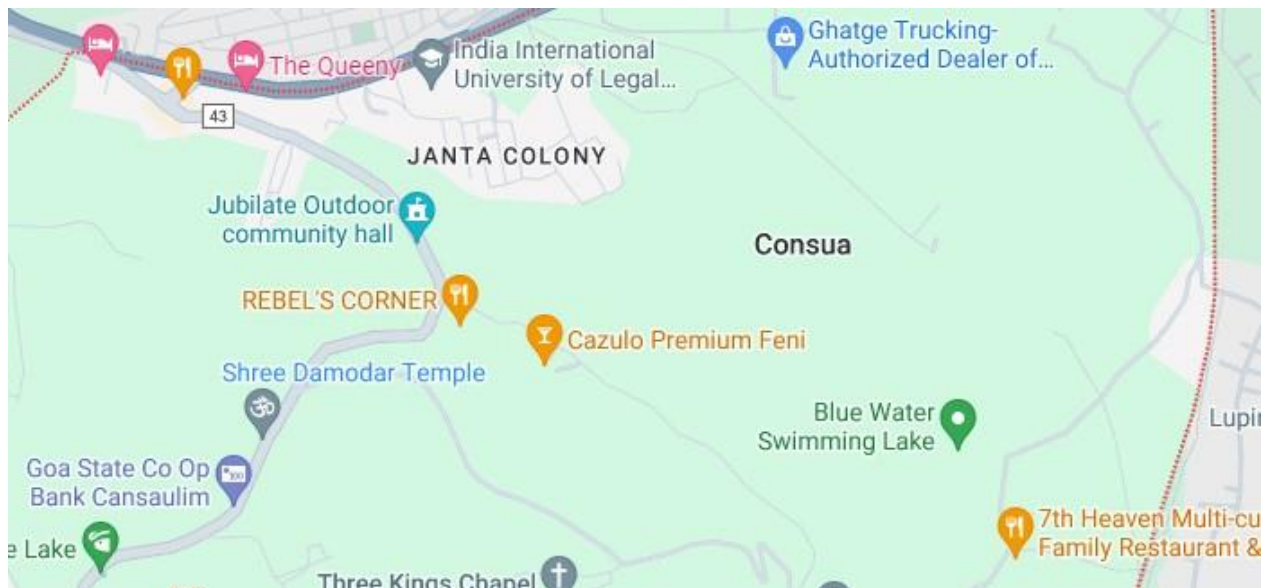 Ghatge Trucking-
Authorized Dealer of...
The Queeny
India International
University of Legal...
43
JANTA COLONY
Jubilate Outdoor
community hall
Consua
REBEL'S CORNER
Cazulo Premium Feni
Shree Damodar Temple
Blue Water
Swimming Lake
Lupin
Goa State Co Op
Bank Cansaulim
100
7th Heaven Multi-cu
Family Restaurant &
e Lake
Three Kings Chapel